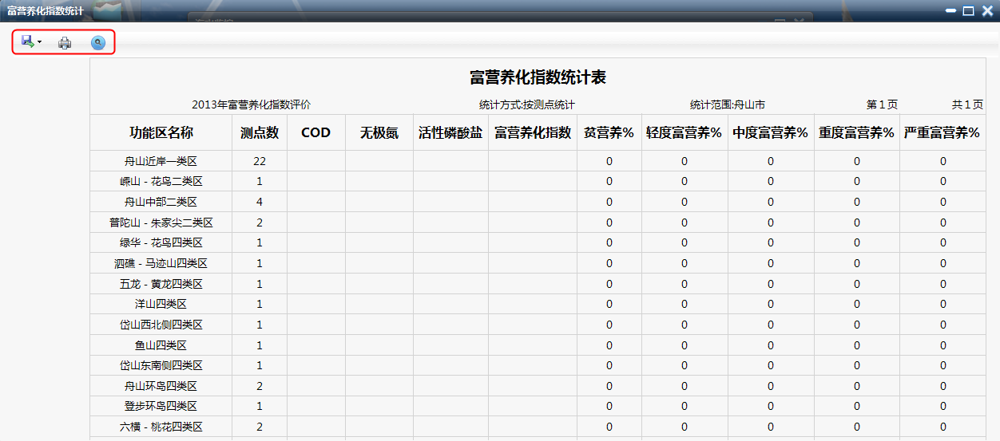 富营养化指数统计
富营养化指数统计表
2013年富营养化指数评价 统计方式:按测点统计 统计范围:舟山市 第1页 共1页
功能区名称 测点数 COD 无极氮 活性磷酸盐 富营养化指数 贫营养% 轻度富营养% 中度富营养% 重度富营养% 严重富营养%
舟山近岸一类区 22 0 0 0 0 0
嵊山 - 花鸟二类区 1 0 0 0 0 0
舟山中部二类区 4 0 0 0 0 0
普陀山 - 朱家尖二类区 2 0 0 0 0 0
绿华 - 花鸟四类区 1 0 0 0 0 0
泗礁 - 马迹山四类区 1 0 0 0 0 0
五龙 - 黄龙四类区 1 0 0 0 0 0
洋山四类区 1 0 0 0 0 0
岱山西北侧四类区 1 0 0 0 0 0
鱼山四类区 1 0 0 0 0 0
岱山东南侧四类区 1 0 0 0 0 0
舟山环岛四类区 2 0 0 0 0 0
登步环岛四类区 1 0 0 0 0 0
六横 - 桃花四类区 2 0 0 0 0 0